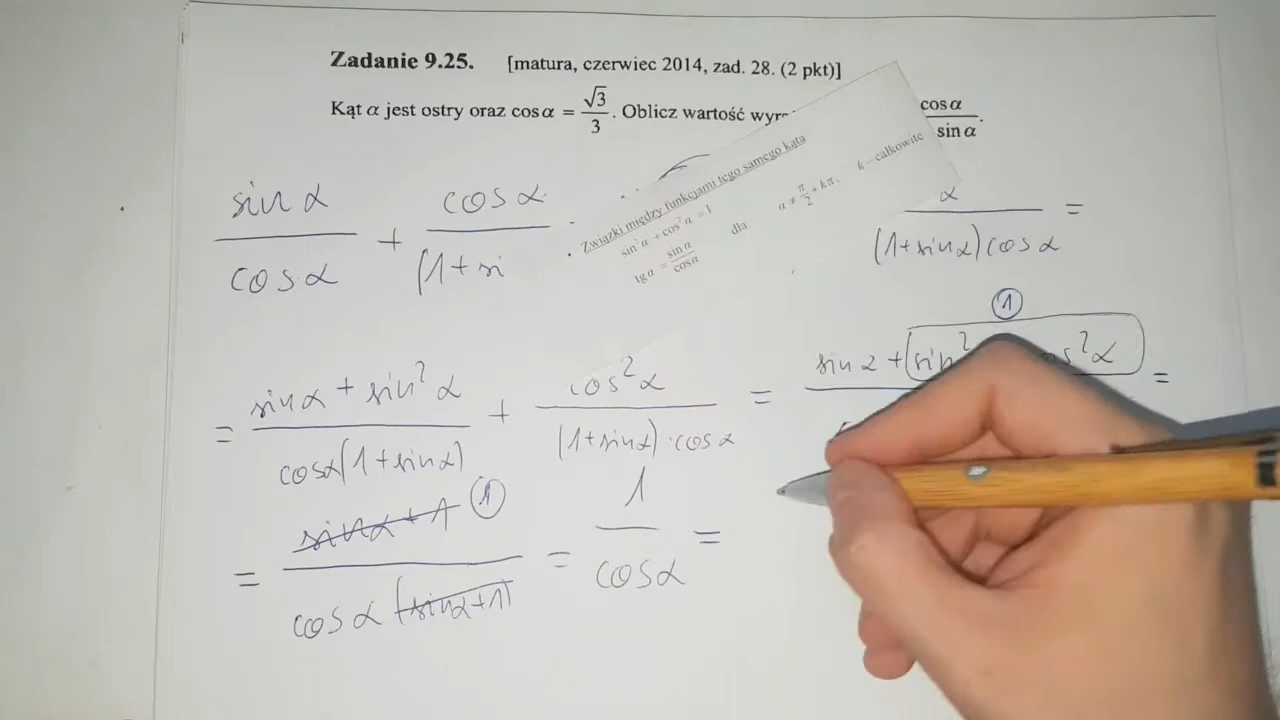 Zadanie 9.25. [matura, czerwiec 2014, zad. 28. (2 pkt)]
Kąt α jest ostry oraz cos α = √3/3. Oblicz wartość cos α / sin α.
Związki między funkcjami tego samego kąta
sin²α + cos²α = 1
tg α = sin α / cos α dla α ≠ π/2 + kπ, k – całkowite
sin α / cos α + cos α / (1+si α / (1+sin α) cos α =
= sin α + sin² α / cos α (1+sin α) + cos² α / (1+sin α) · cos α = sin α + sin² cos² α =
1
= sin α + 1 / cos α (sin α + 1) 1 = 1 / cos α =